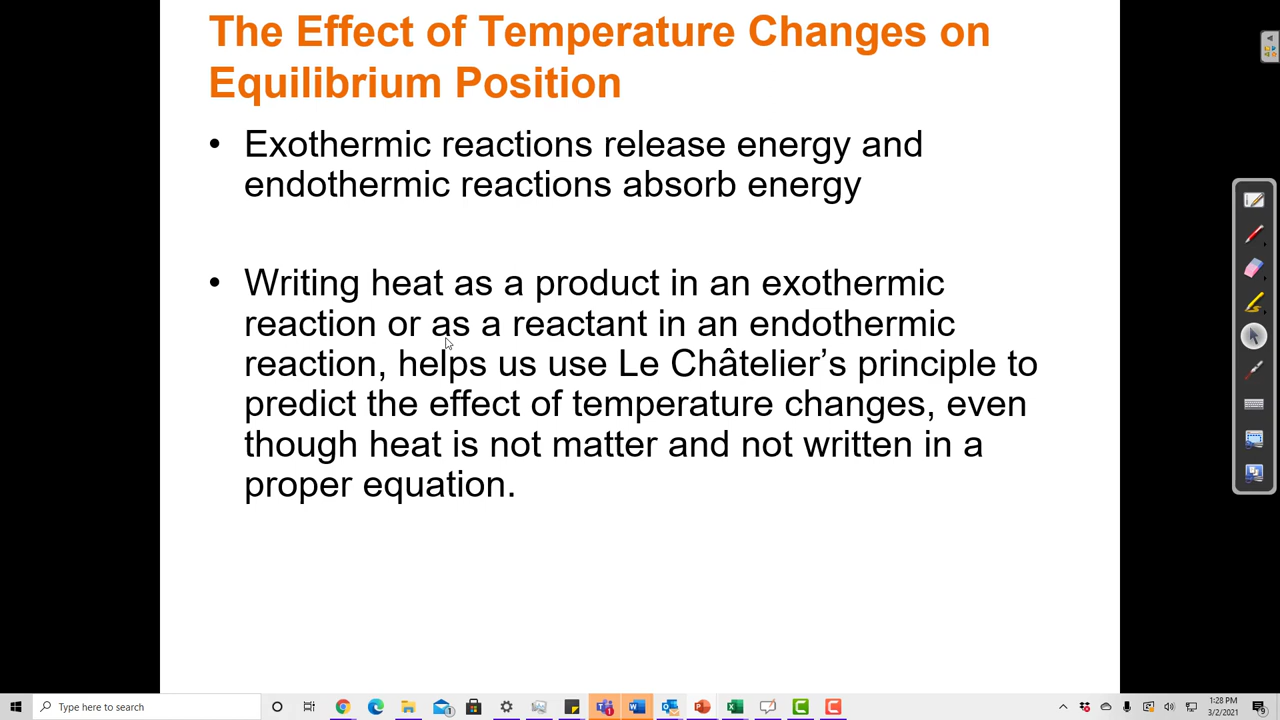 The Effect of Temperature Changes on
Equilibrium Position
• Exothermic reactions release energy and
endothermic reactions absorb energy
• Writing heat as a product in an exothermic
reaction or as a reactant in an endothermic
reaction, helps us use Le Châtelier’s principle to
predict the effect of temperature changes, even
though heat is not matter and not written in a
proper equation.
Type here to search
1:28 PM
3/2/2021